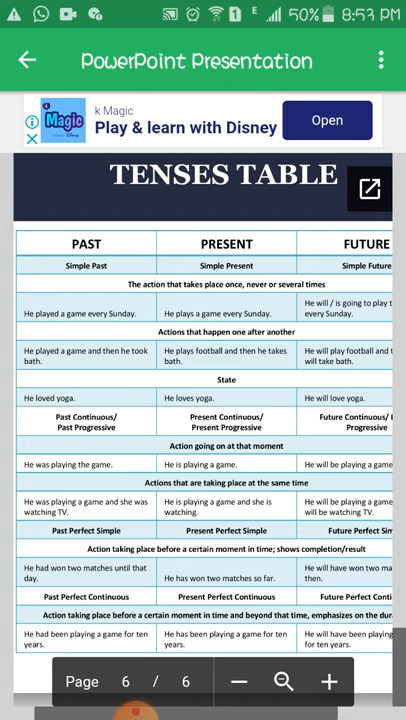 50% 8:53 PM
PowerPoint Presentation
k Magic
Magic
Play & learn with Disney
Open
TENSES TABLE
PAST PRESENT FUTURE
Simple Past Simple Present Simple Future
The action that takes place once, never or several times
He played a game every Sunday. He plays a game every Sunday. He will / is going to play t
every Sunday.
Actions that happen one after another
He played a game and then he took He plays football and then he takes He will play football and t
bath. bath. will take bath.
State
He loved yoga. He loves yoga. He will love yoga.
Past Continuous/ Present Continuous/ Future Continuous/
Past Progressive Present Progressive Progressive
Action going on at that moment
He was playing the game. He is playing a game. He will be playing a game
Actions that are taking place at the same time
He was playing a game and she was He is playing a game and she is He will be playing a game
watching TV. watching. will be watching TV.
Past Perfect Simple Present Perfect Simple Future Perfect Sim
Action taking place before a certain moment in time; shows completion/result
He had won two matches until that He will have won two ma
day. He has won two matches so far. then.
Past Perfect Continuous Present Perfect Continuous Future Perfect Conti
Action taking place before a certain moment in time and beyond that time, emphasizes on the dur
He had been playing a game for ten He has been playing a game for ten He will have been playing
years. years. for ten years.
Page 6 / 6